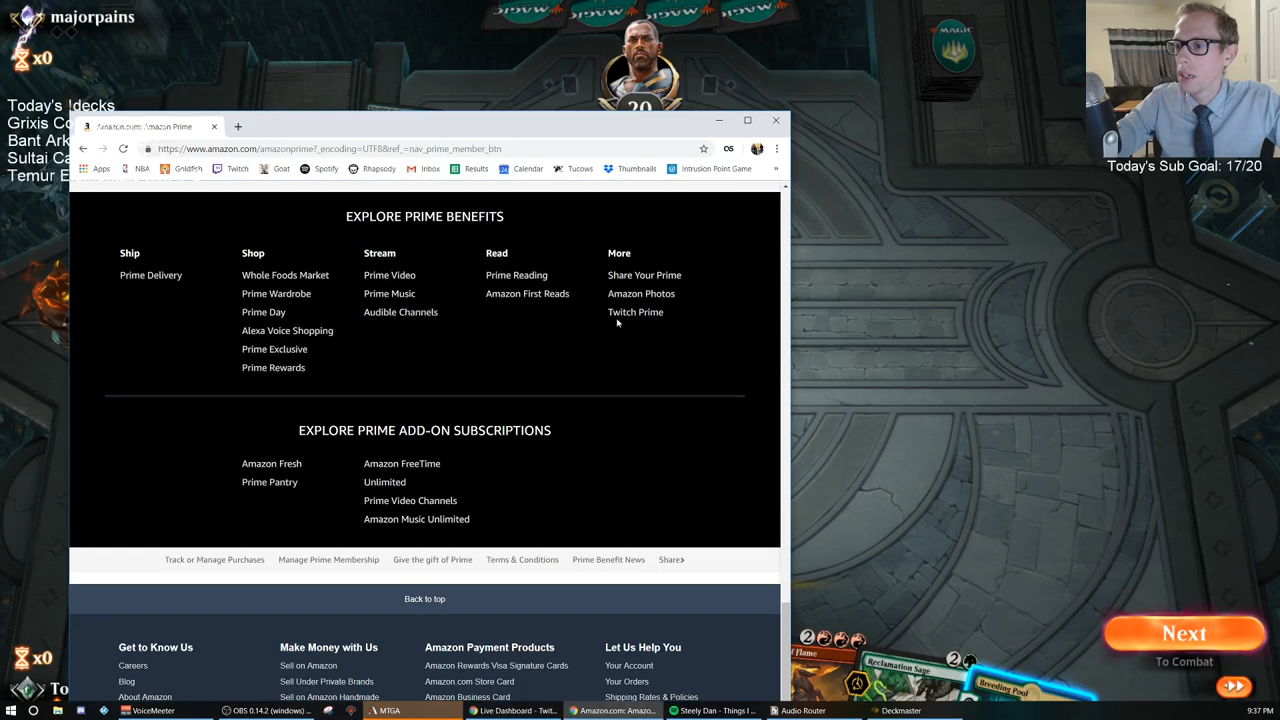 majorpains
x0
MAGIC
20
Today's !decks
Grixis Co
Bant Ark
Sultai Ca
Temur E
Today's Sub Goal: 17/20
Amazon.com: Amazon Prime
https://www.amazon.com/amazonprime?_encoding=UTF8&ref_=nav_prime_member_btn
Apps NBA Goldfish Twitch Goat Spotify Rhapsody Inbox Results Calendar Tucows Thumbnails Intrusion Point Game »
EXPLORE PRIME BENEFITS
Ship
Prime Delivery
Shop
Whole Foods Market
Prime Wardrobe
Prime Day
Alexa Voice Shopping
Prime Exclusive
Prime Rewards
Stream
Prime Video
Prime Music
Audible Channels
Read
Prime Reading
Amazon First Reads
More
Share Your Prime
Amazon Photos
Twitch Prime
EXPLORE PRIME ADD-ON SUBSCRIPTIONS
Amazon Fresh
Prime Pantry
Amazon FreeTime
Unlimited
Prime Video Channels
Amazon Music Unlimited
Track or Manage Purchases Manage Prime Membership Give the gift of Prime Terms & Conditions Prime Benefit News Share
Back to top
Get to Know Us
Careers
Blog
About Amazon
Make Money with Us
Sell on Amazon
Sell Under Private Brands
Sell on Amazon Handmade
Amazon Payment Products
Amazon Rewards Visa Signature Cards
Amazon.com Store Card
Amazon Business Card
Let Us Help You
Your Account
Your Orders
Shipping Rates & Policies
2
of Flame
Reclamation Sage
2
Breeding Pool
Next
To Combat
x0
To
VoiceMeeter
OBS 0.14.2 (windows) ...
MTGA
Live Dashboard - Twit...
Amazon.com: Amazo...
Steely Dan - Things I ...
Audio Router
Deckmaster
9:37 PM